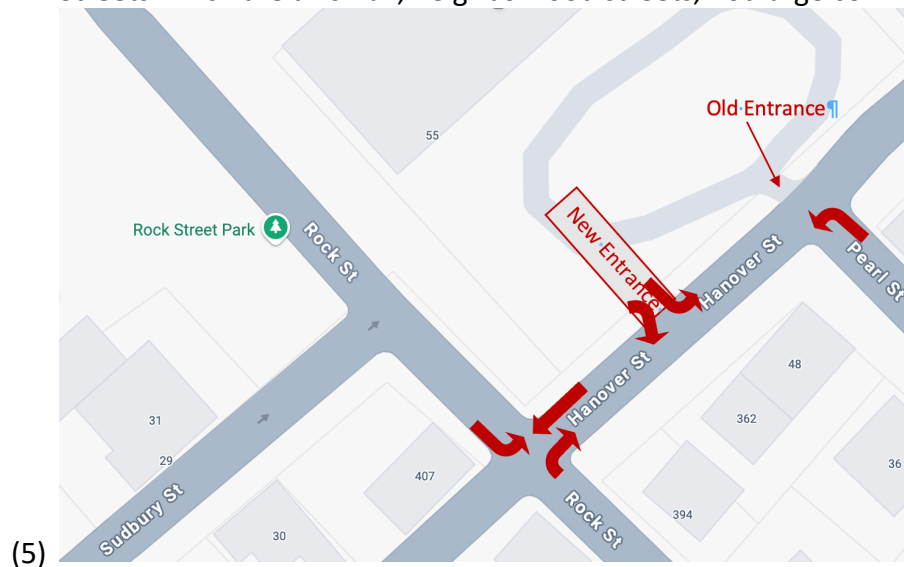 Old·Entrance¶
55
Rock Street Park
Rock St
New·Entrance
Hanover St
Pearl St
48
Hanover St
362
31
36
29
407
394
Rock St
30
Sudbury St
(5)